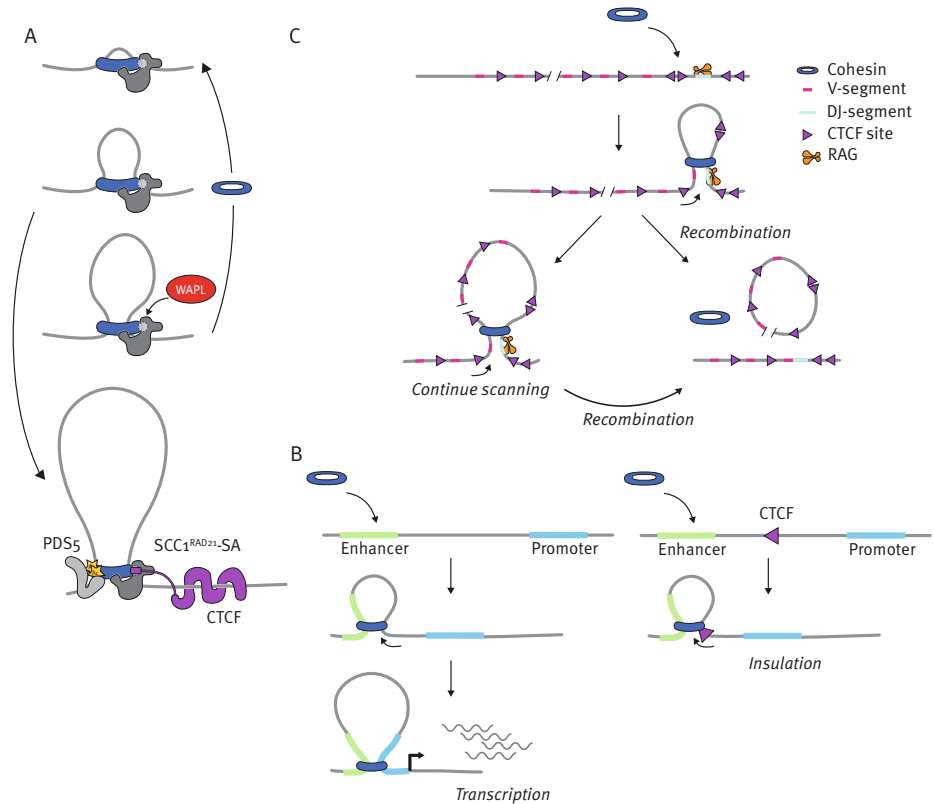 A
WAPL
PDS5
SCC1ᴿᴬᴰ²¹-SA
CTCF
C
Cohesin
V-segment
DJ-segment
CTCF site
RAG
Recombination
Continue scanning
Recombination
B
CTCF
Enhancer
Promoter
Enhancer
Promoter
Insulation
Transcription